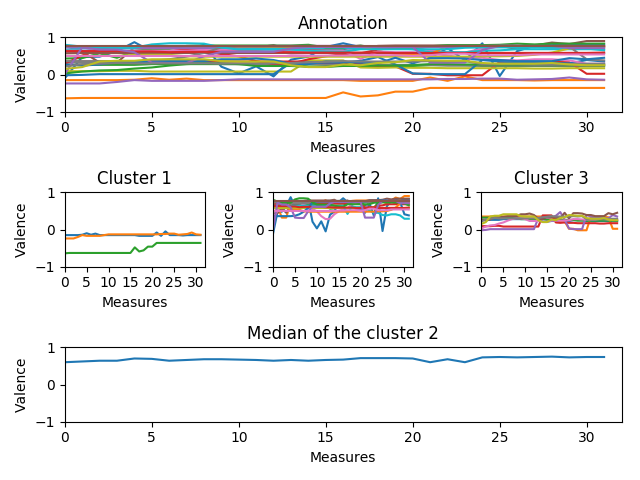 Annotation
Valence
1
0
−1
0 5 10 15 20 25 30
Measures
Cluster 1 Cluster 2 Cluster 3
Valence Valence Valence
1 1 1
0 0 0
−1 −1 −1
0 5 10 15 20 25 30 0 5 10 15 20 25 30 0 5 10 15 20 25 30
Measures Measures Measures
Median of the cluster 2
Valence
1
0
−1
0 5 10 15 20 25 30
Measures